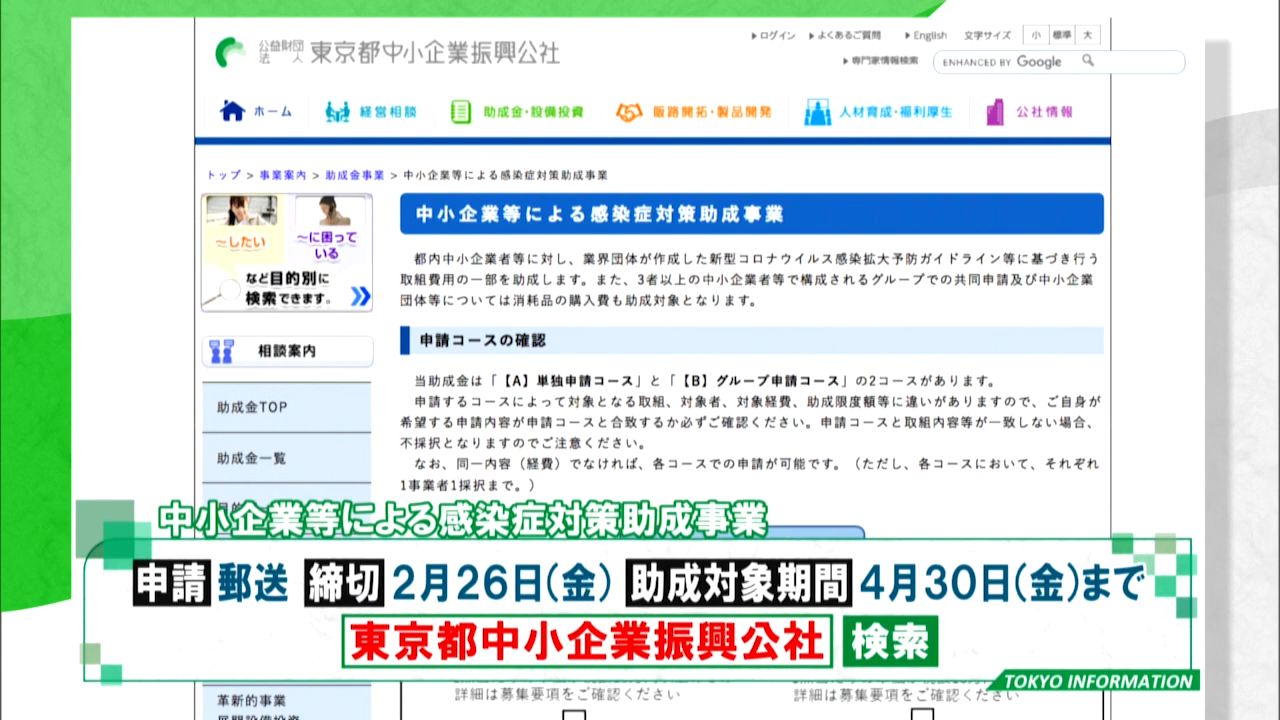 公益財団法人 東京都中小企業振興公社
ログイン よくあるご質問 English 文字サイズ 小 標準 大
専門家情報検索 ENHANCED BY Google
ホーム 経営相談 助成金・設備投資 販路開拓・製品開発 人材育成・福利厚生 公社情報
トップ > 事業案内 > 助成金事業 > 中小企業等による感染症対策助成事業
～したい
～に困って
いる
など目的別に
検索できます。
相談案内
助成金TOP
助成金一覧
中小企業等による感染症対策助成事業
都内中小企業者等に対し、業界団体が作成した新型コロナウイルス感染拡大予防ガイドライン等に基づき行う
取組費用の一部を助成します。また、3者以上の中小企業者等で構成されるグループでの共同申請及び中小企業
団体等については消耗品の購入費も助成対象となります。
申請コースの確認
当助成金は「【A】単独申請コース」と「【B】グループ申請コース」の2コースがあります。
申請するコースによって対象となる取組、対象者、対象経費、助成限度額等に違いがありますので、ご自身が
希望する申請内容が申請コースと合致するか必ずご確認ください。申請コースと取組内容等が一致しない場合、
不採択となりますのでご注意ください。
なお、同一内容（経費）でなければ、各コースでの申請が可能です。（ただし、各コースにおいて、それぞれ
1事業者1採択まで。）
中小企業等による感染症対策助成事業
申請 郵送 締切 2月26日(金) 助成対象期間 4月30日(金)まで
東京都中小企業振興公社 検索
TOKYO INFORMATION
革新的事業
詳細は募集要項をご確認ください 詳細は募集要項をご確認ください